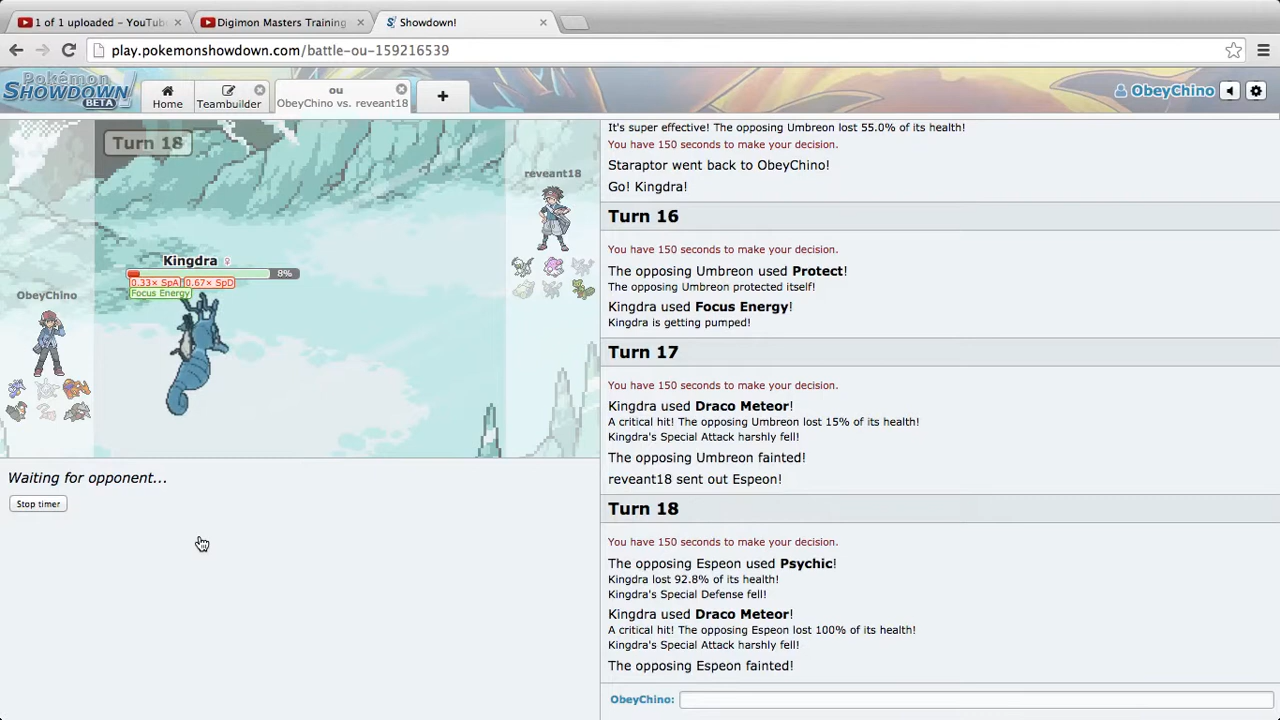 1 of 1 uploaded – YouTub
Digimon Masters Training
Showdown!
play.pokemonshowdown.com/battle-ou-159216539
Pokémon
SHOWDOWN
BETA
Home
Teambuilder
ou
ObeyChino vs. reveant18
+
ObeyChino
Turn 18
reveant18
Kingdra ♀
8%
0.33× SpA 0.67× SpD
Focus Energy
ObeyChino
Waiting for opponent...
Stop timer
It's super effective! The opposing Umbreon lost 55.0% of its health!
You have 150 seconds to make your decision.
Staraptor went back to ObeyChino!
Go! Kingdra!
Turn 16
You have 150 seconds to make your decision.
The opposing Umbreon used Protect!
The opposing Umbreon protected itself!
Kingdra used Focus Energy!
Kingdra is getting pumped!
Turn 17
You have 150 seconds to make your decision.
Kingdra used Draco Meteor!
A critical hit! The opposing Umbreon lost 15% of its health!
Kingdra's Special Attack harshly fell!
The opposing Umbreon fainted!
reveant18 sent out Espeon!
Turn 18
You have 150 seconds to make your decision.
The opposing Espeon used Psychic!
Kingdra lost 92.8% of its health!
Kingdra's Special Defense fell!
Kingdra used Draco Meteor!
A critical hit! The opposing Espeon lost 100% of its health!
Kingdra's Special Attack harshly fell!
The opposing Espeon fainted!
ObeyChino: